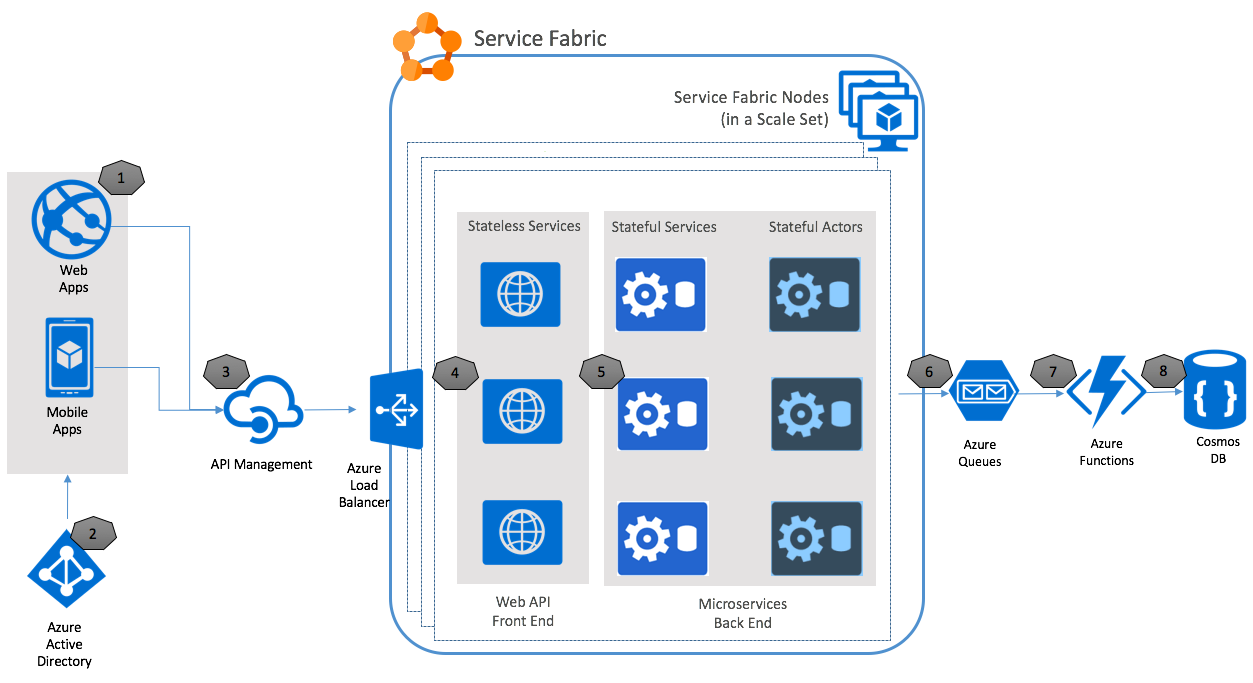 Service Fabric
Service Fabric Nodes
(in a Scale Set)
1
Web
Apps
Mobile
Apps
2
Azure
Active
Directory
3
API Management
Azure
Load
Balancer
4
Stateless Services
Web API
Front End
5
Stateful Services
Stateful Actors
Microservices
Back End
6
Azure
Queues
7
Azure
Functions
8
{ }
Cosmos
DB